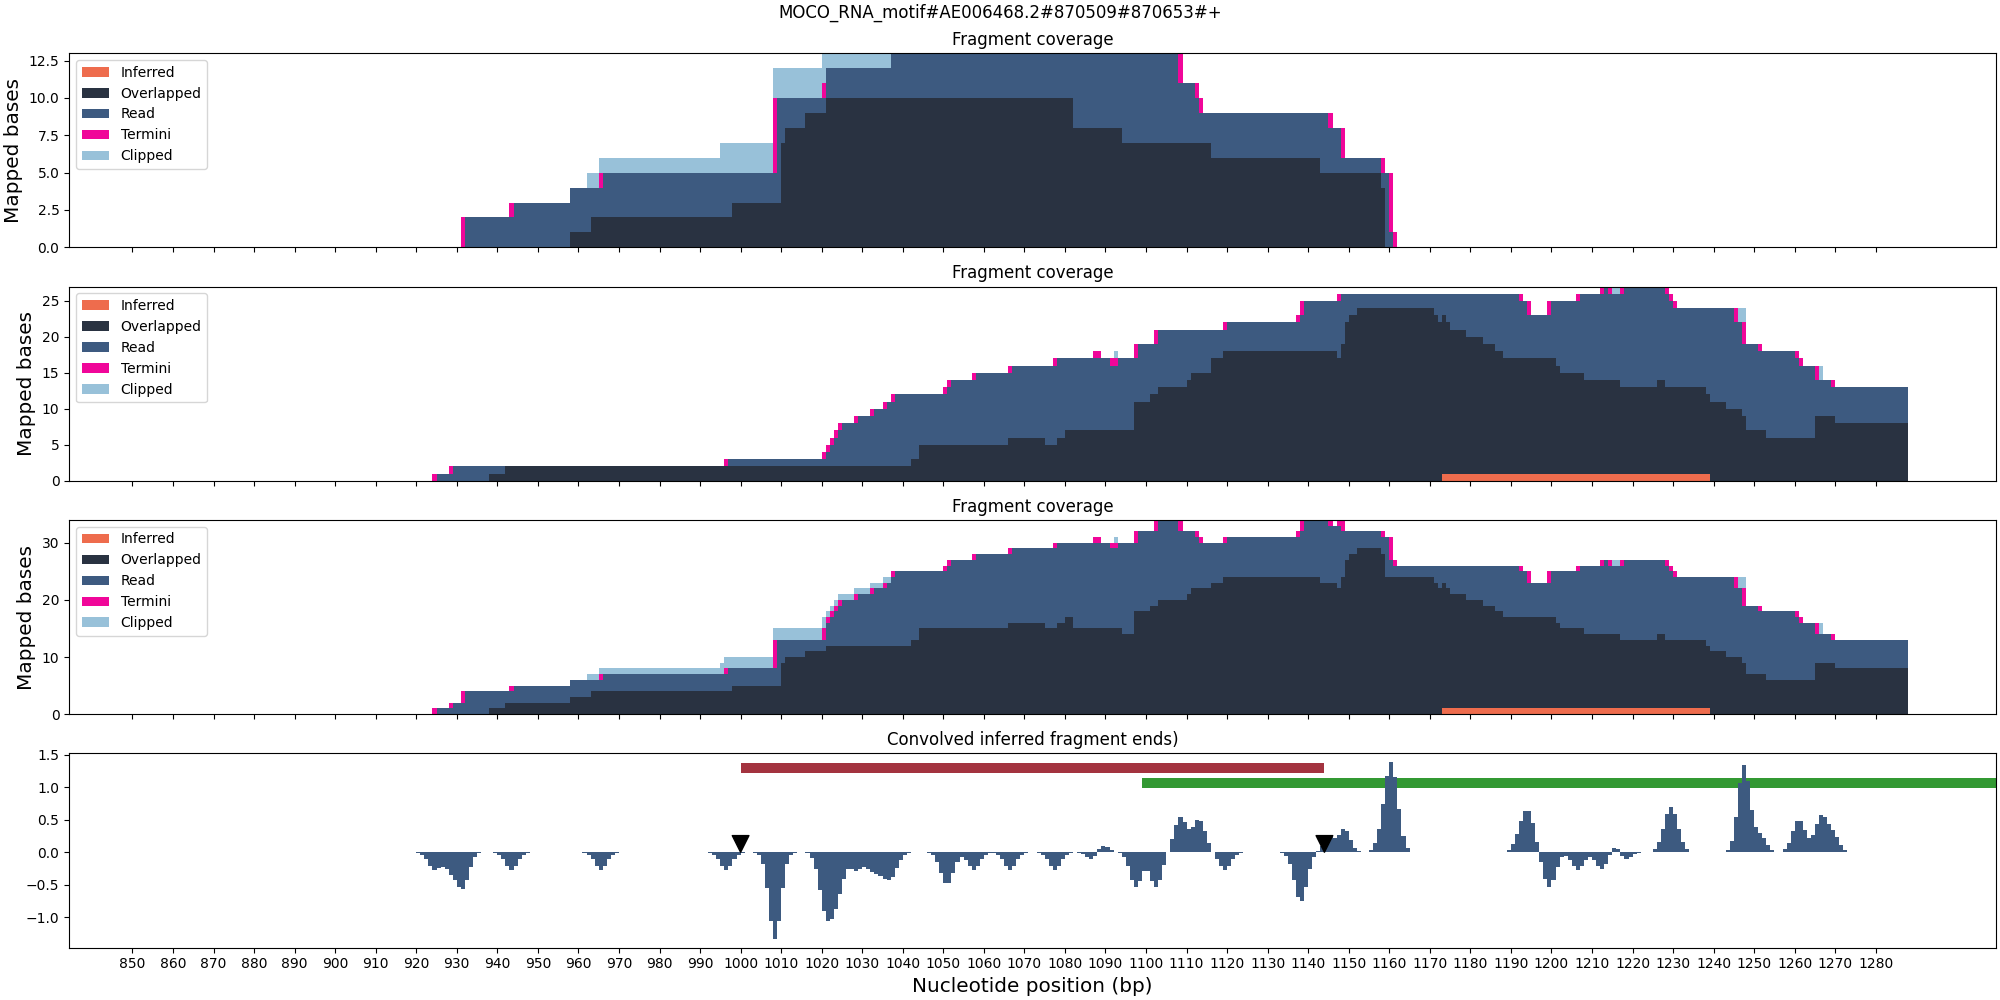 MOCO_RNA_motif#AE006468.2#870509#870653#+
Fragment coverage
Mapped bases
12.5
10.0
7.5
5.0
2.5
0.0
Inferred
Overlapped
Read
Termini
Clipped
Fragment coverage
Mapped bases
25
20
15
10
5
0
Inferred
Overlapped
Read
Termini
Clipped
Fragment coverage
Mapped bases
30
20
10
0
Inferred
Overlapped
Read
Termini
Clipped
Convolved inferred fragment ends)
1.5
1.0
0.5
0.0
−0.5
−1.0
850 860 870 880 890 900 910 920 930 940 950 960 970 980 990 1000 1010 1020 1030 1040 1050 1060 1070 1080 1090 1100 1110 1120 1130 1140 1150 1160 1170 1180 1190 1200 1210 1220 1230 1240 1250 1260 1270 1280
Nucleotide position (bp)